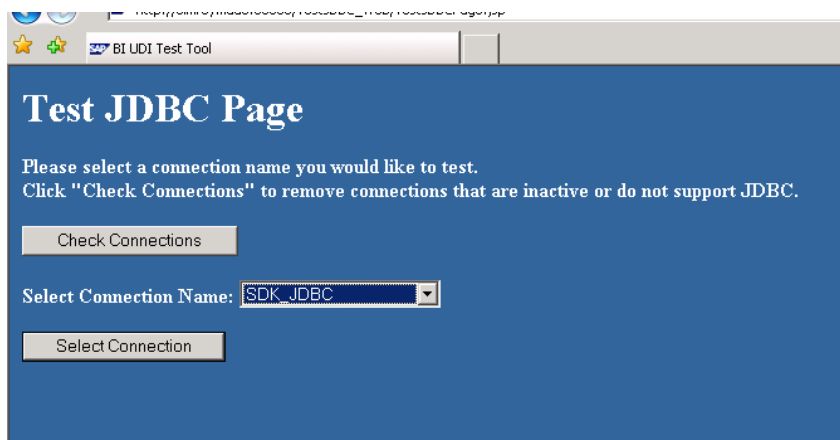 SAP BI UDI Test Tool
Test JDBC Page
Please select a connection name you would like to test.
Click "Check Connections" to remove connections that are inactive or do not support JDBC.
Check Connections
Select Connection Name: SDK_JDBC
Select Connection